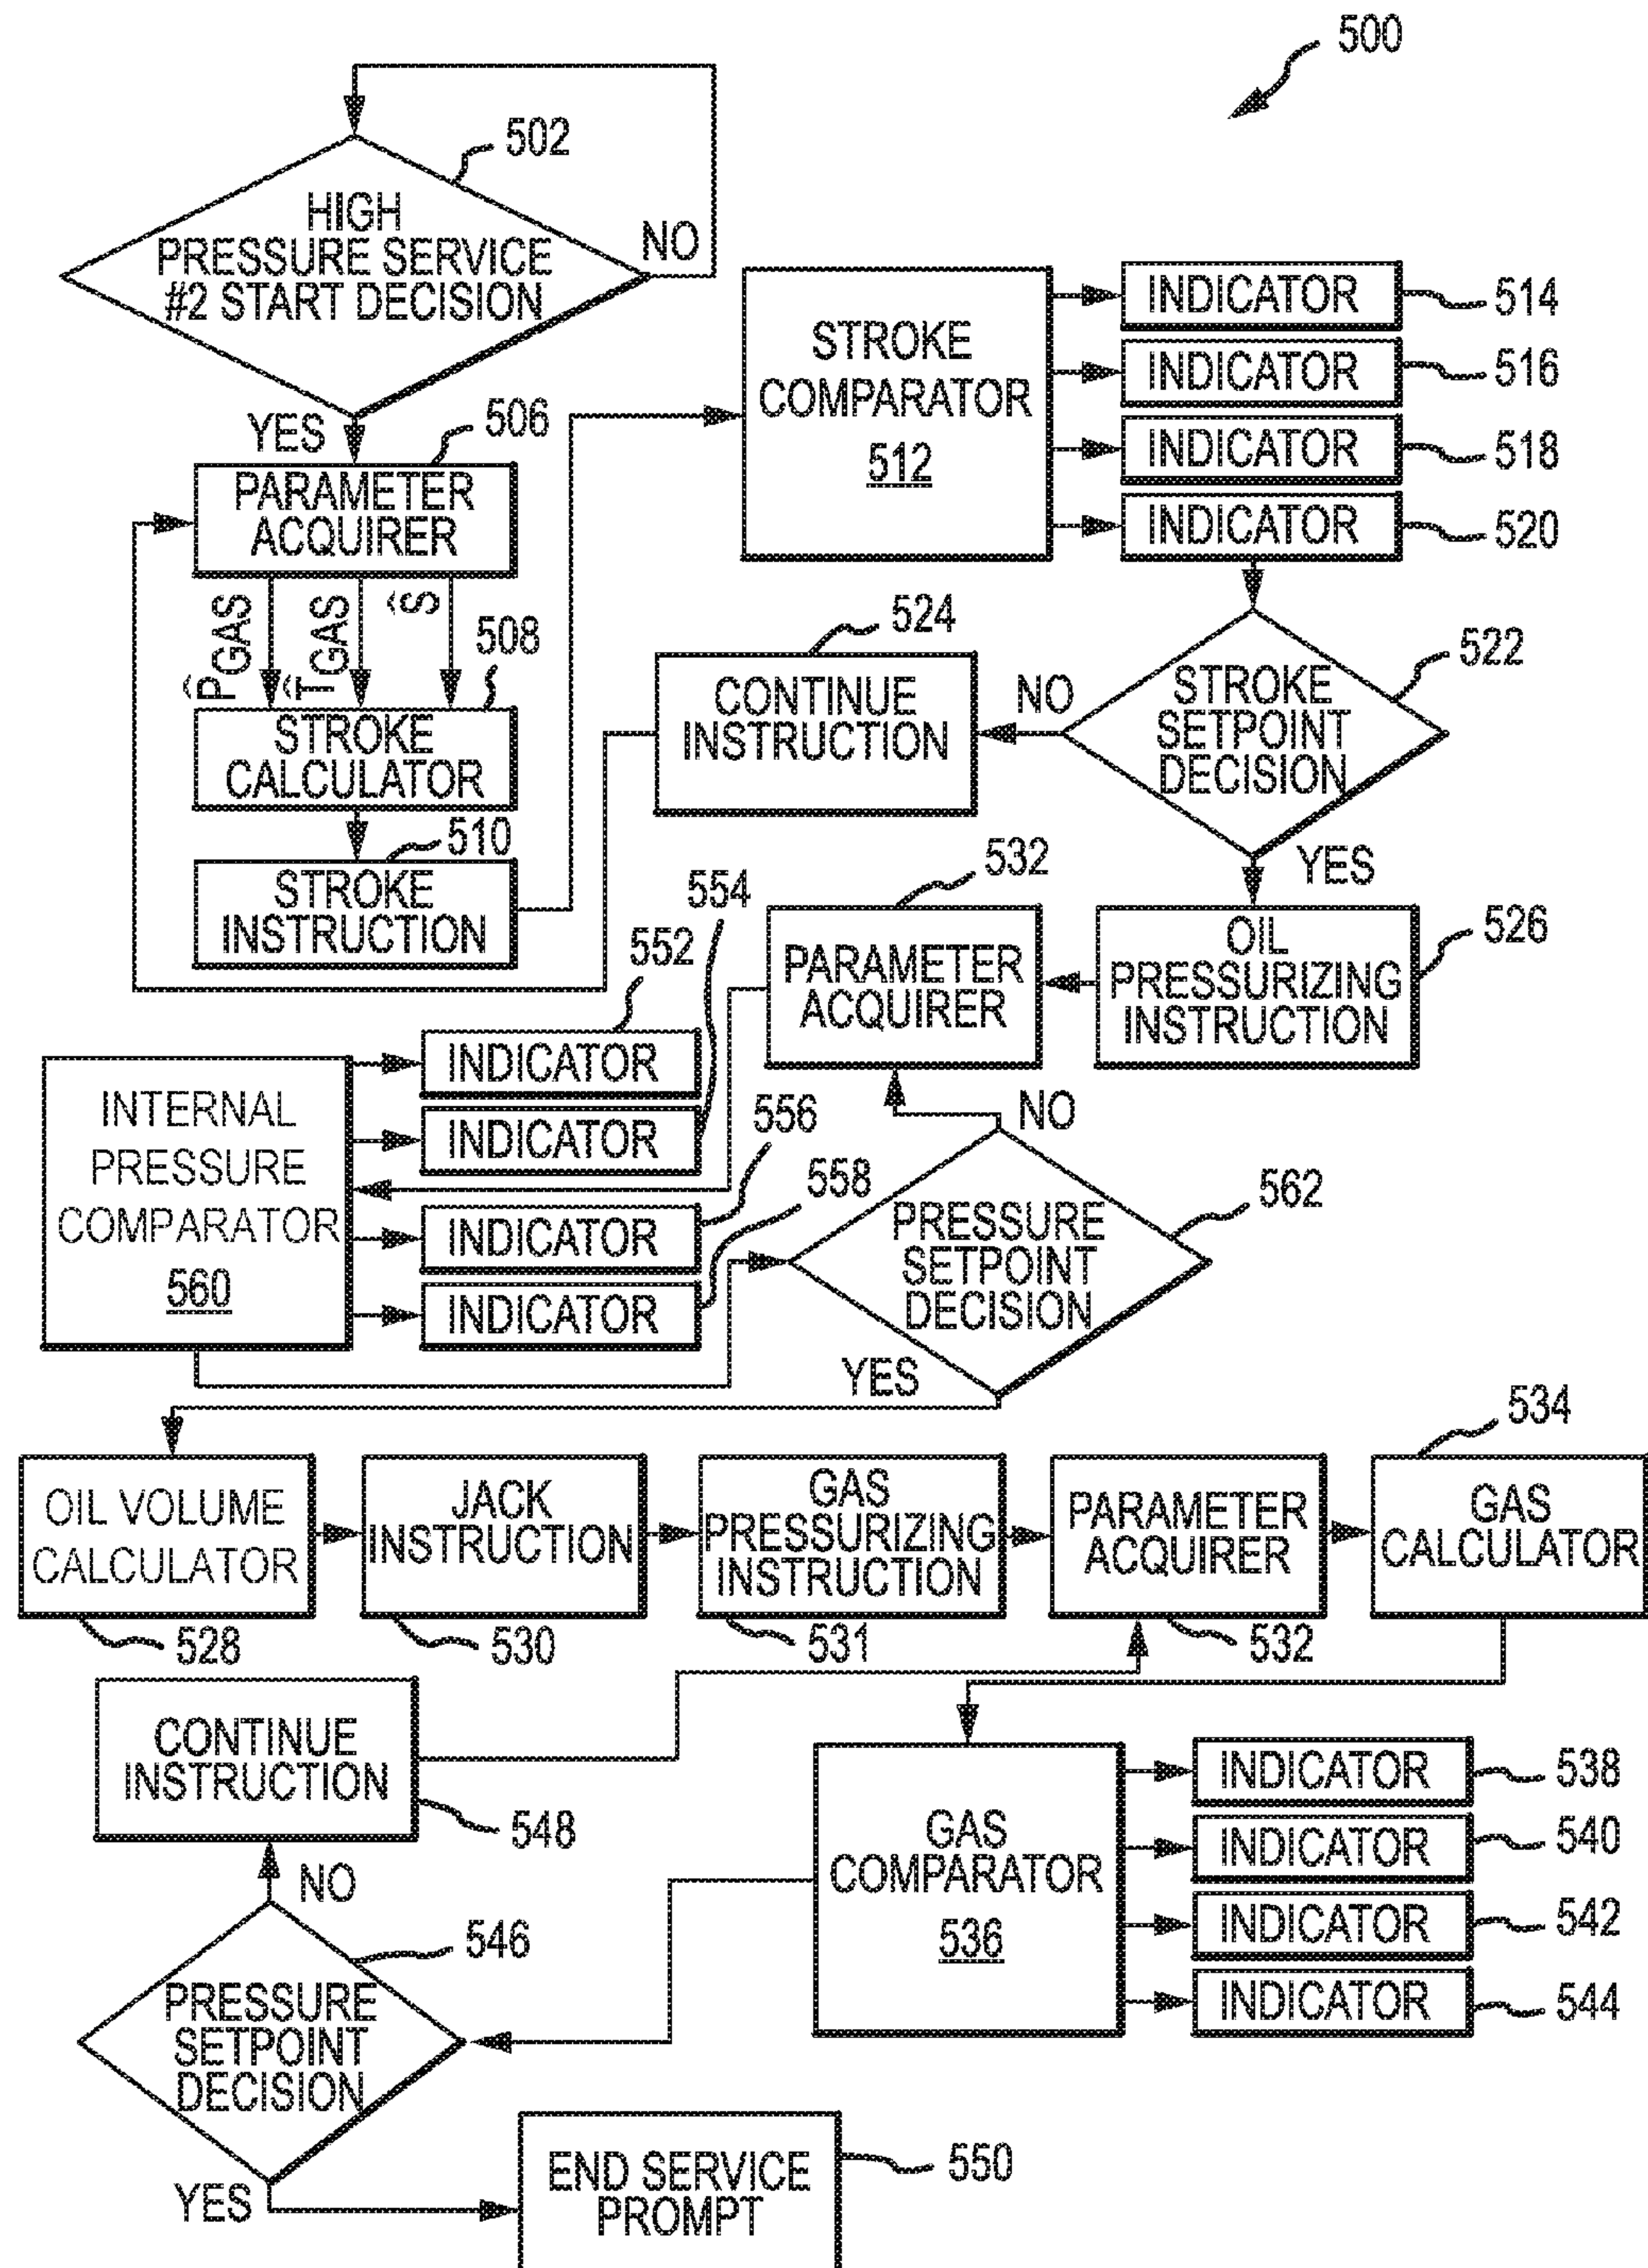 500
502
HIGH
PRESSURE SERVICE
#2 START DECISION
NO
YES
506
PARAMETER
ACQUIRER
P̂GAS
T̂GAS
Ŝ
508
STROKE
CALCULATOR
510
STROKE
INSTRUCTION
STROKE
COMPARATOR
512
INDICATOR
514
INDICATOR
516
INDICATOR
518
INDICATOR
520
522
STROKE
SETPOINT
DECISION
NO
524
CONTINUE
INSTRUCTION
YES
OIL
PRESSURIZING
INSTRUCTION
526
532
PARAMETER
ACQUIRER
554
552
INTERNAL
PRESSURE
COMPARATOR
560
INDICATOR
INDICATOR
556
558
INDICATOR
INDICATOR
NO
562
PRESSURE
SETPOINT
DECISION
YES
534
OIL VOLUME
CALCULATOR
528
JACK
INSTRUCTION
530
GAS
PRESSURIZING
INSTRUCTION
531
PARAMETER
ACQUIRER
532
GAS
CALCULATOR
CONTINUE
INSTRUCTION
548
GAS
COMPARATOR
536
INDICATOR
538
INDICATOR
540
INDICATOR
542
INDICATOR
544
NO
546
PRESSURE
SETPOINT
DECISION
YES
END SERVICE
PROMPT
550